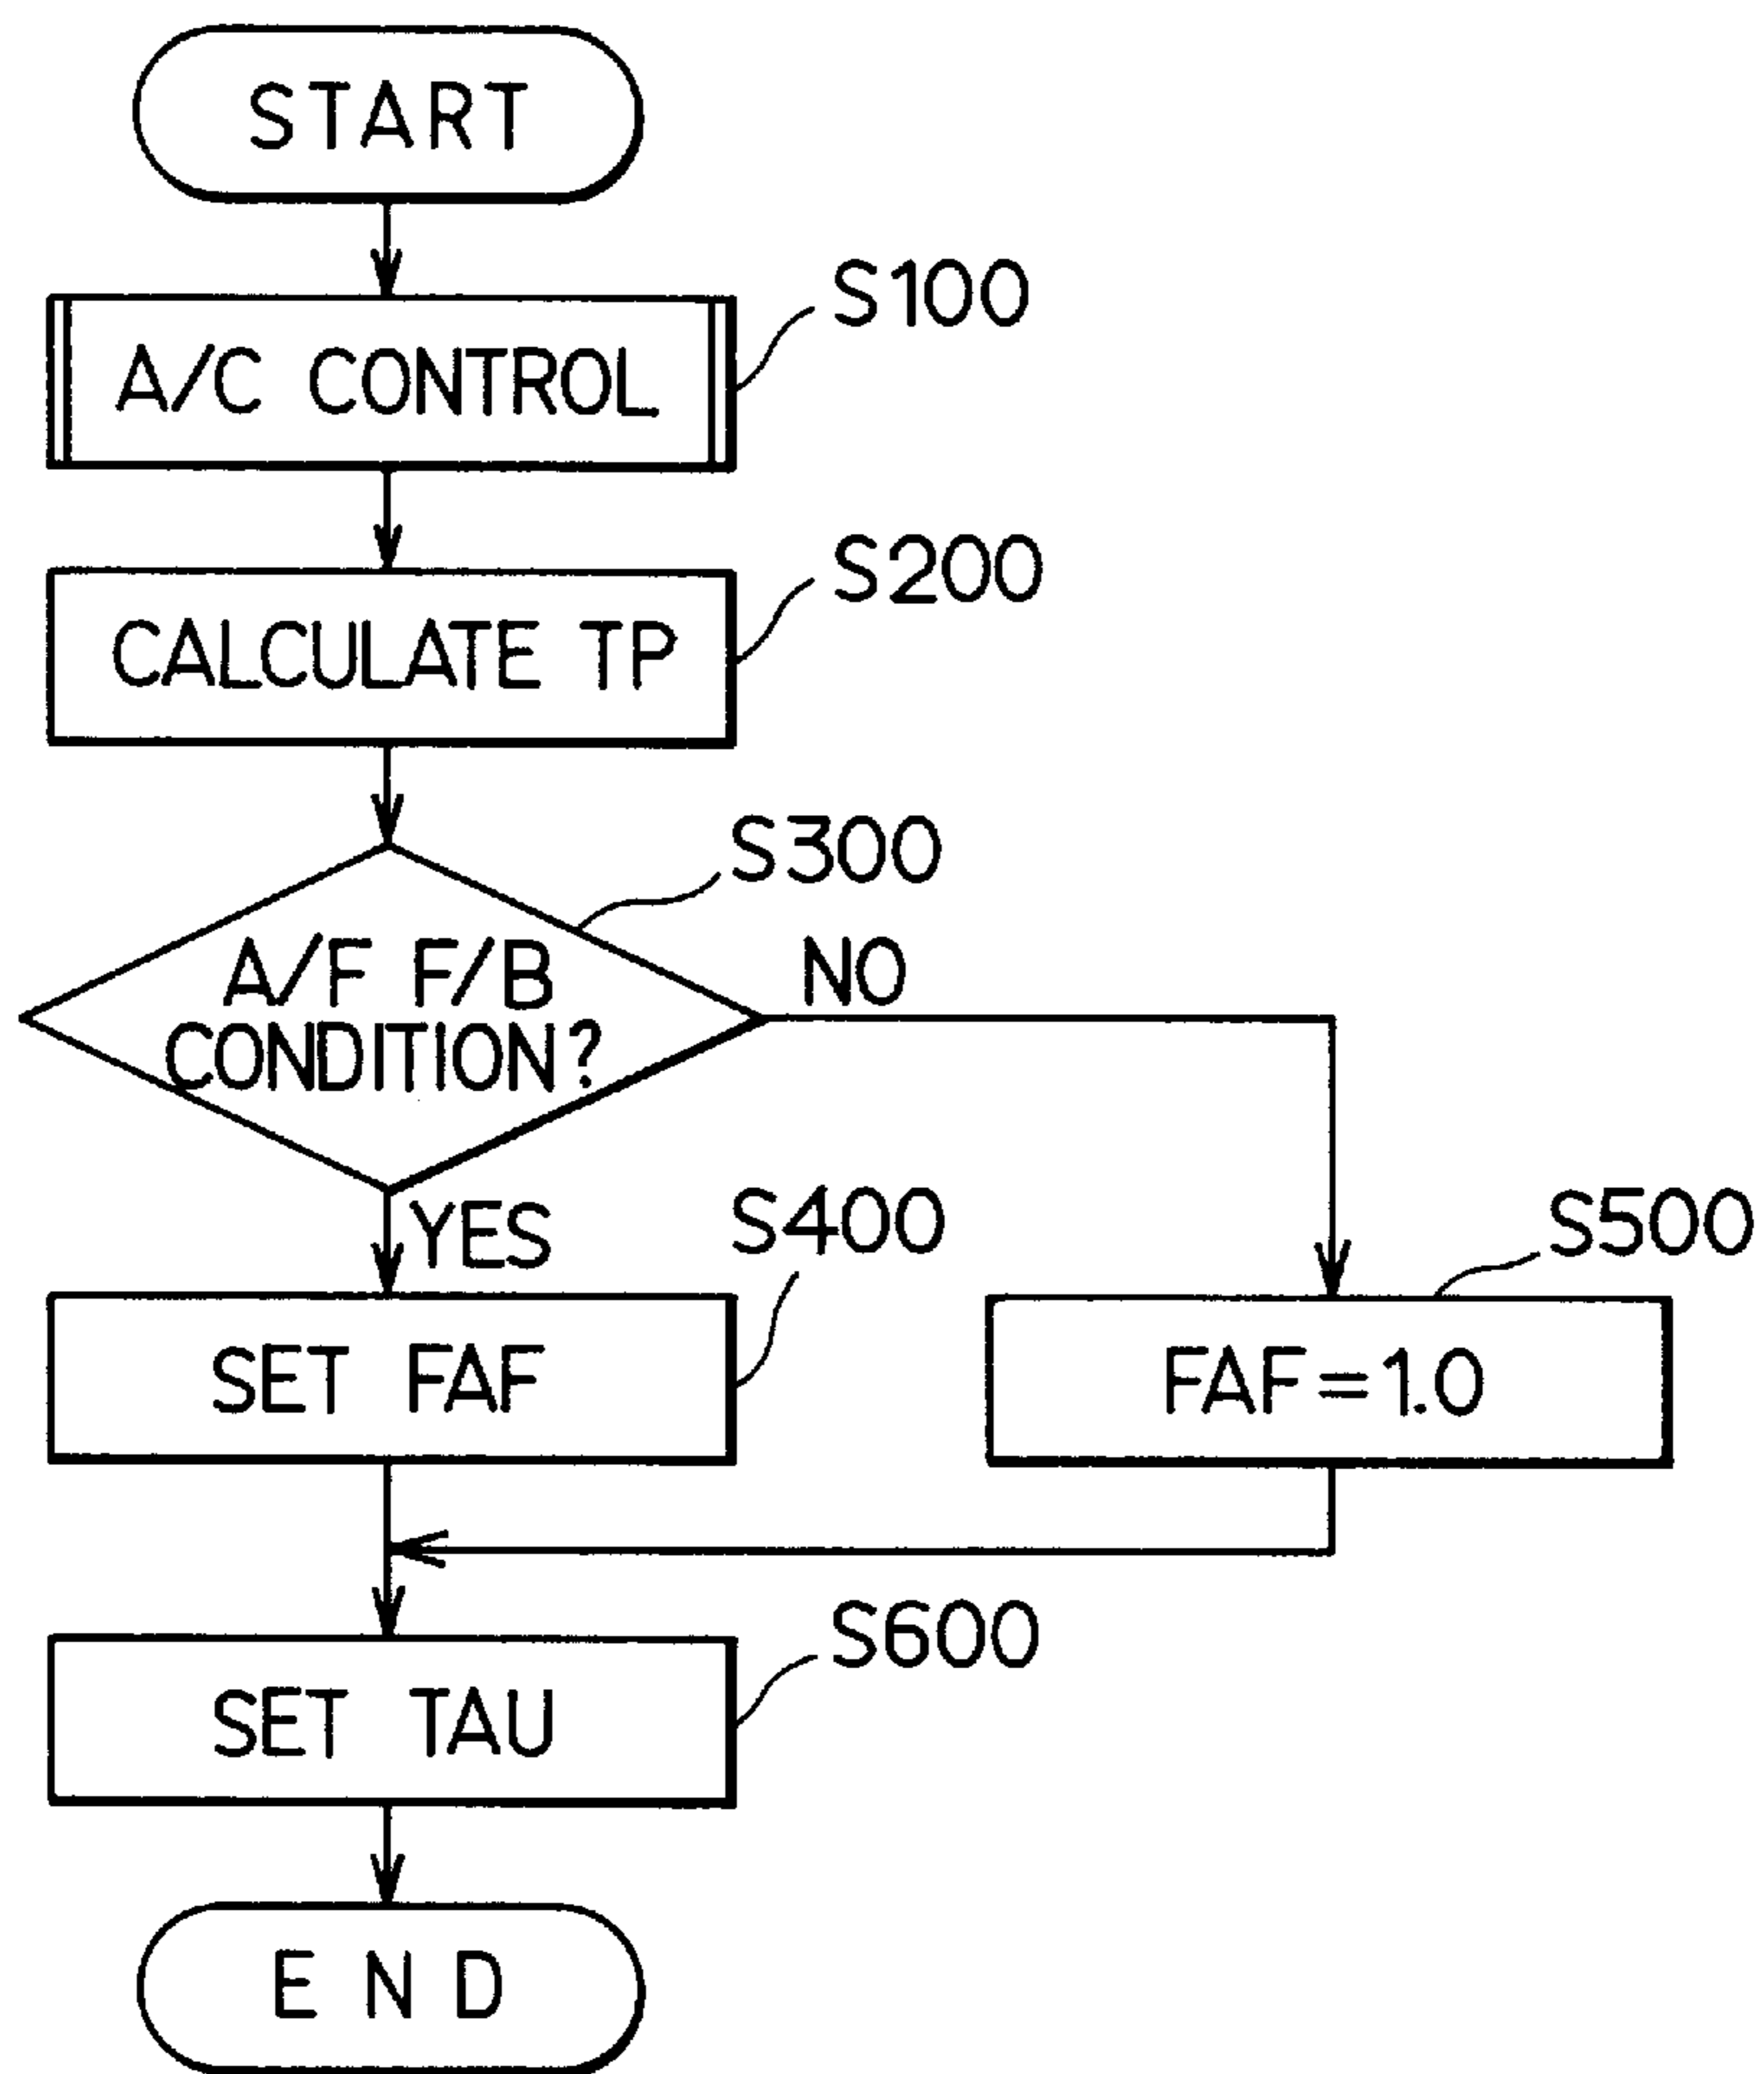 START
S100
A/C CONTROL
S200
CALCULATE TP
S300
A/F F/B
CONDITION?
NO
YES
S400
S500
SET FAF
FAF=1.0
S600
SET TAU
END